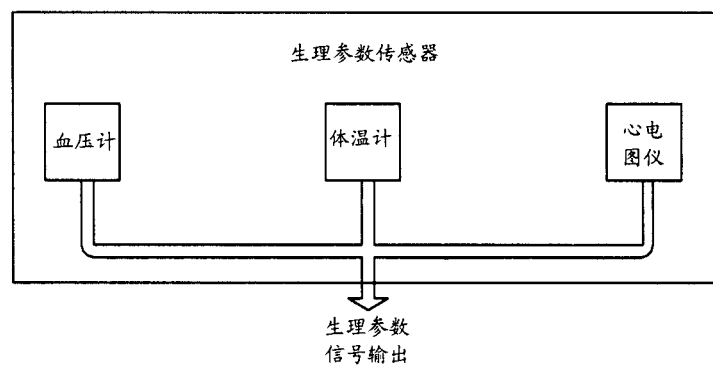 生理参数传感器
血压计
体温计
心电
图仪
生理参数
信号输出